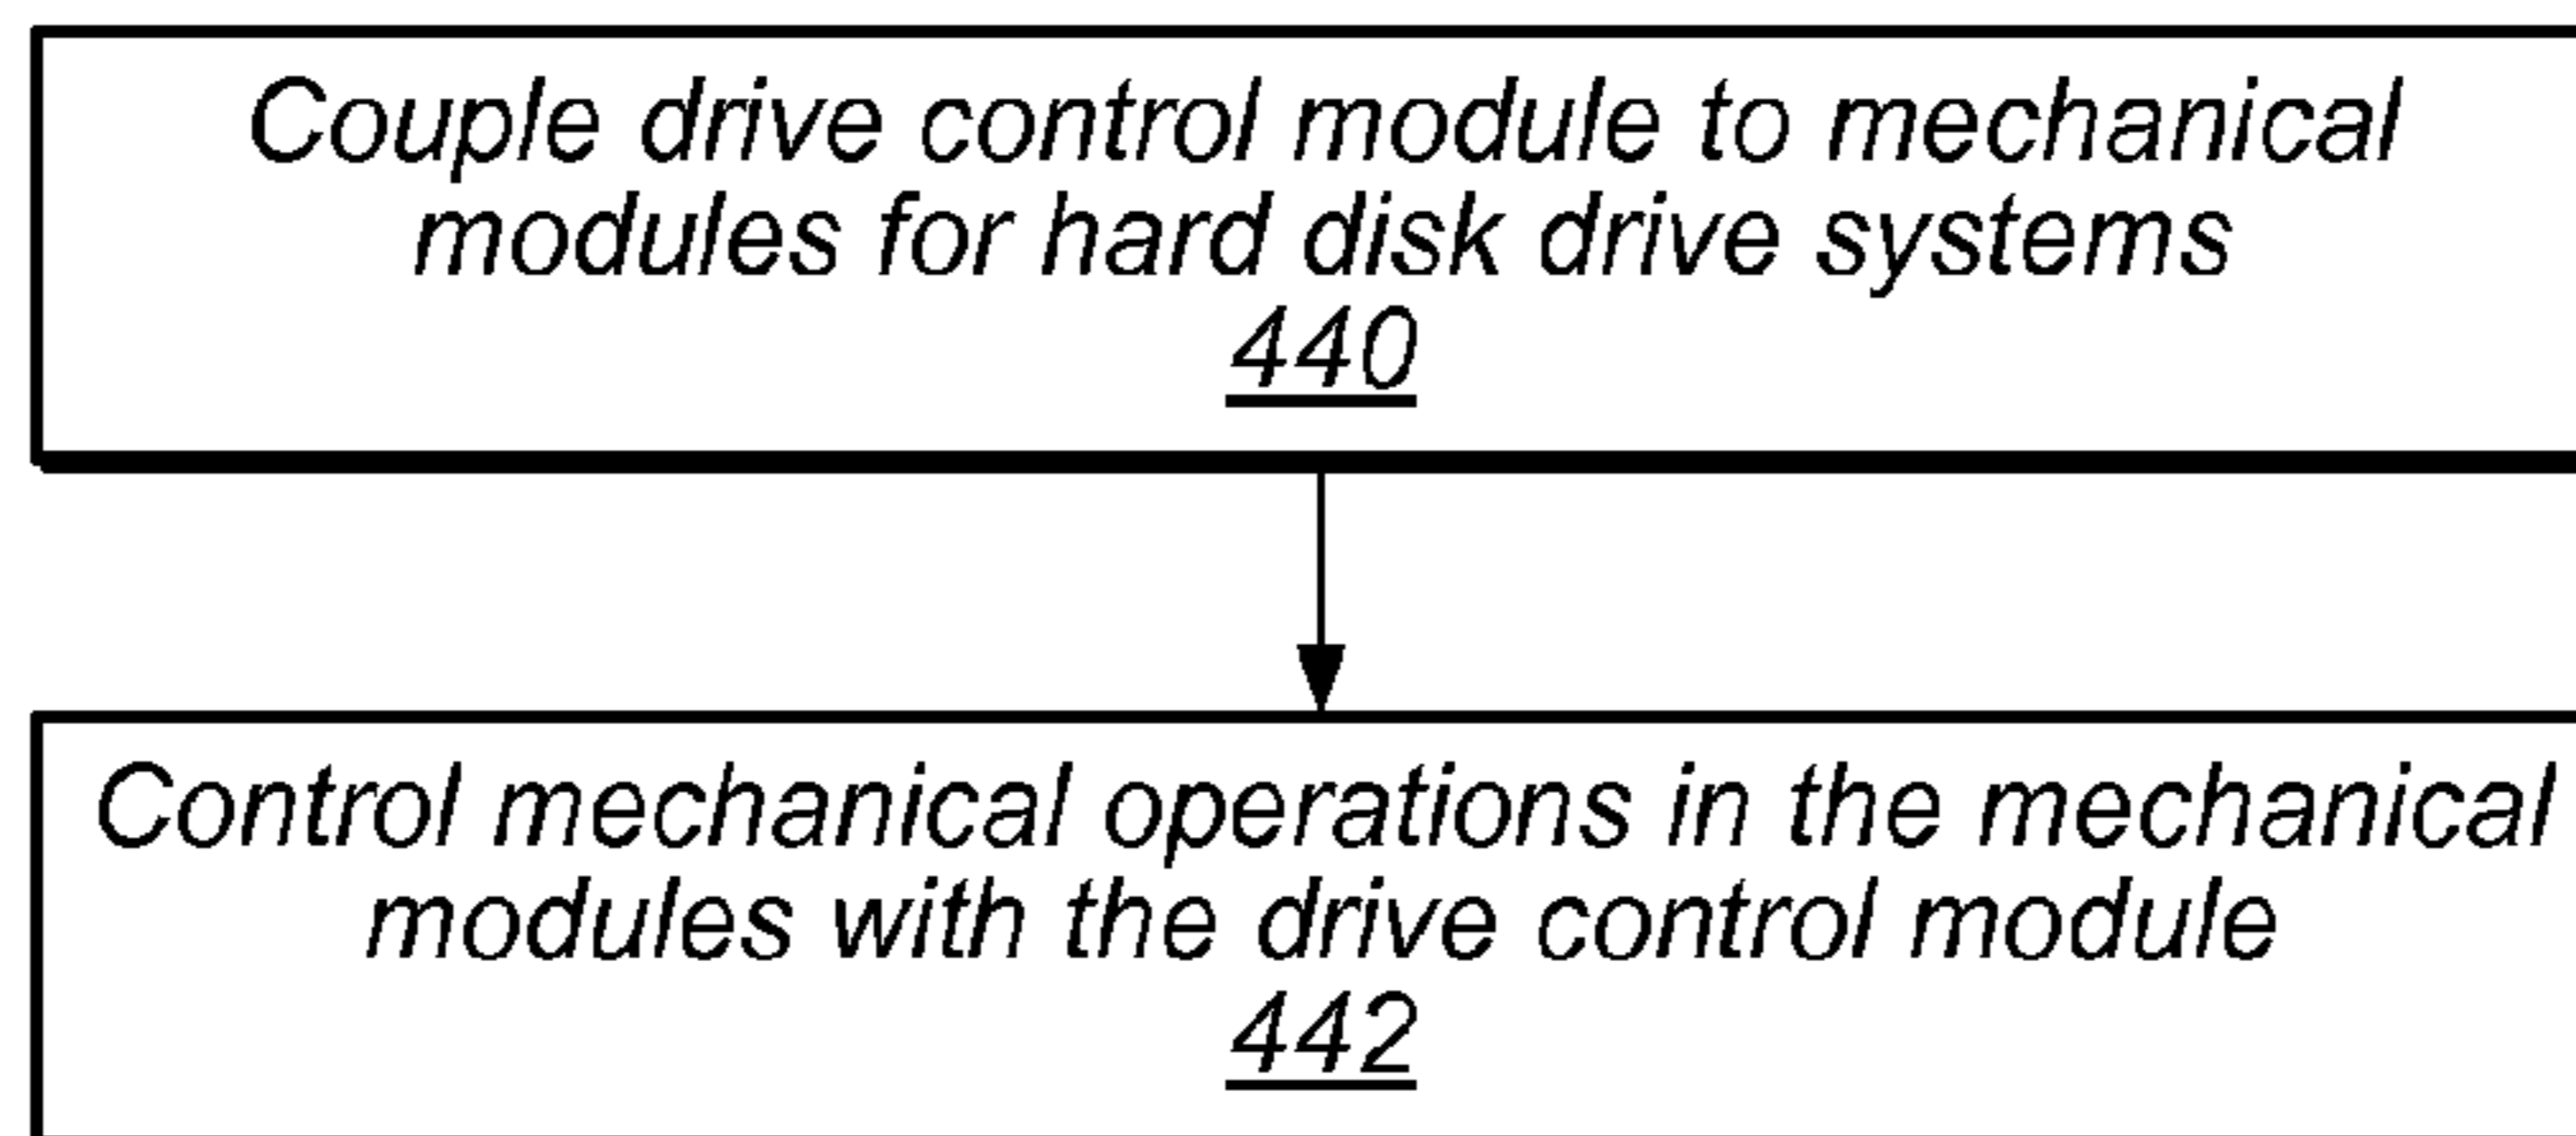 Couple drive control module to mechanical
modules for hard disk drive systems
440
Control mechanical operations in the mechanical
modules with the drive control module
442